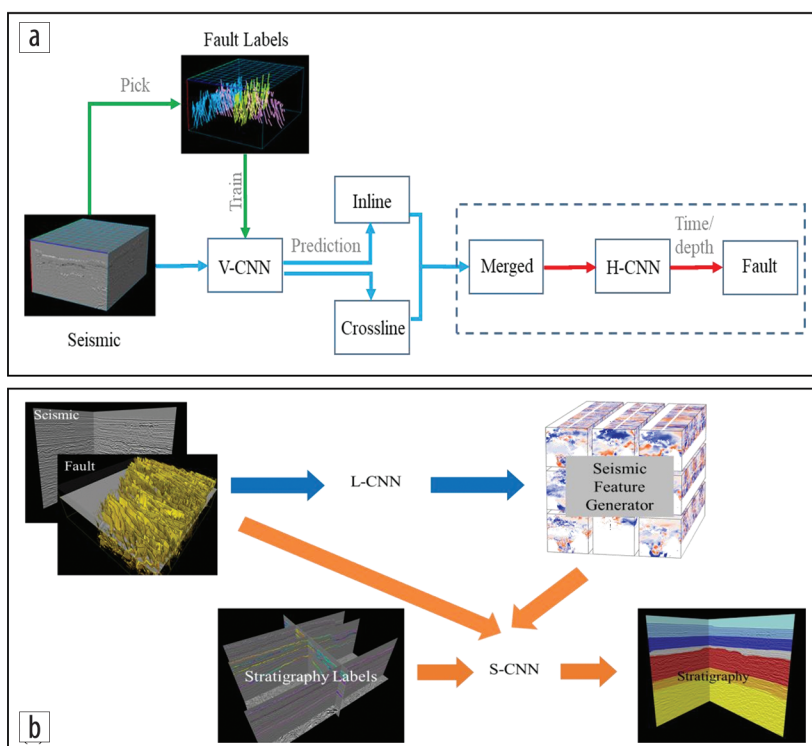 a
Fault Labels
Pick
Train
Seismic
V-CNN
Prediction
Inline
Crossline
Merged
H-CNN
Time/
depth
Fault
b
Seismic
Fault
L-CNN
Seismic
Feature
Generator
Stratigraphy Labels
S-CNN
Stratigraphy